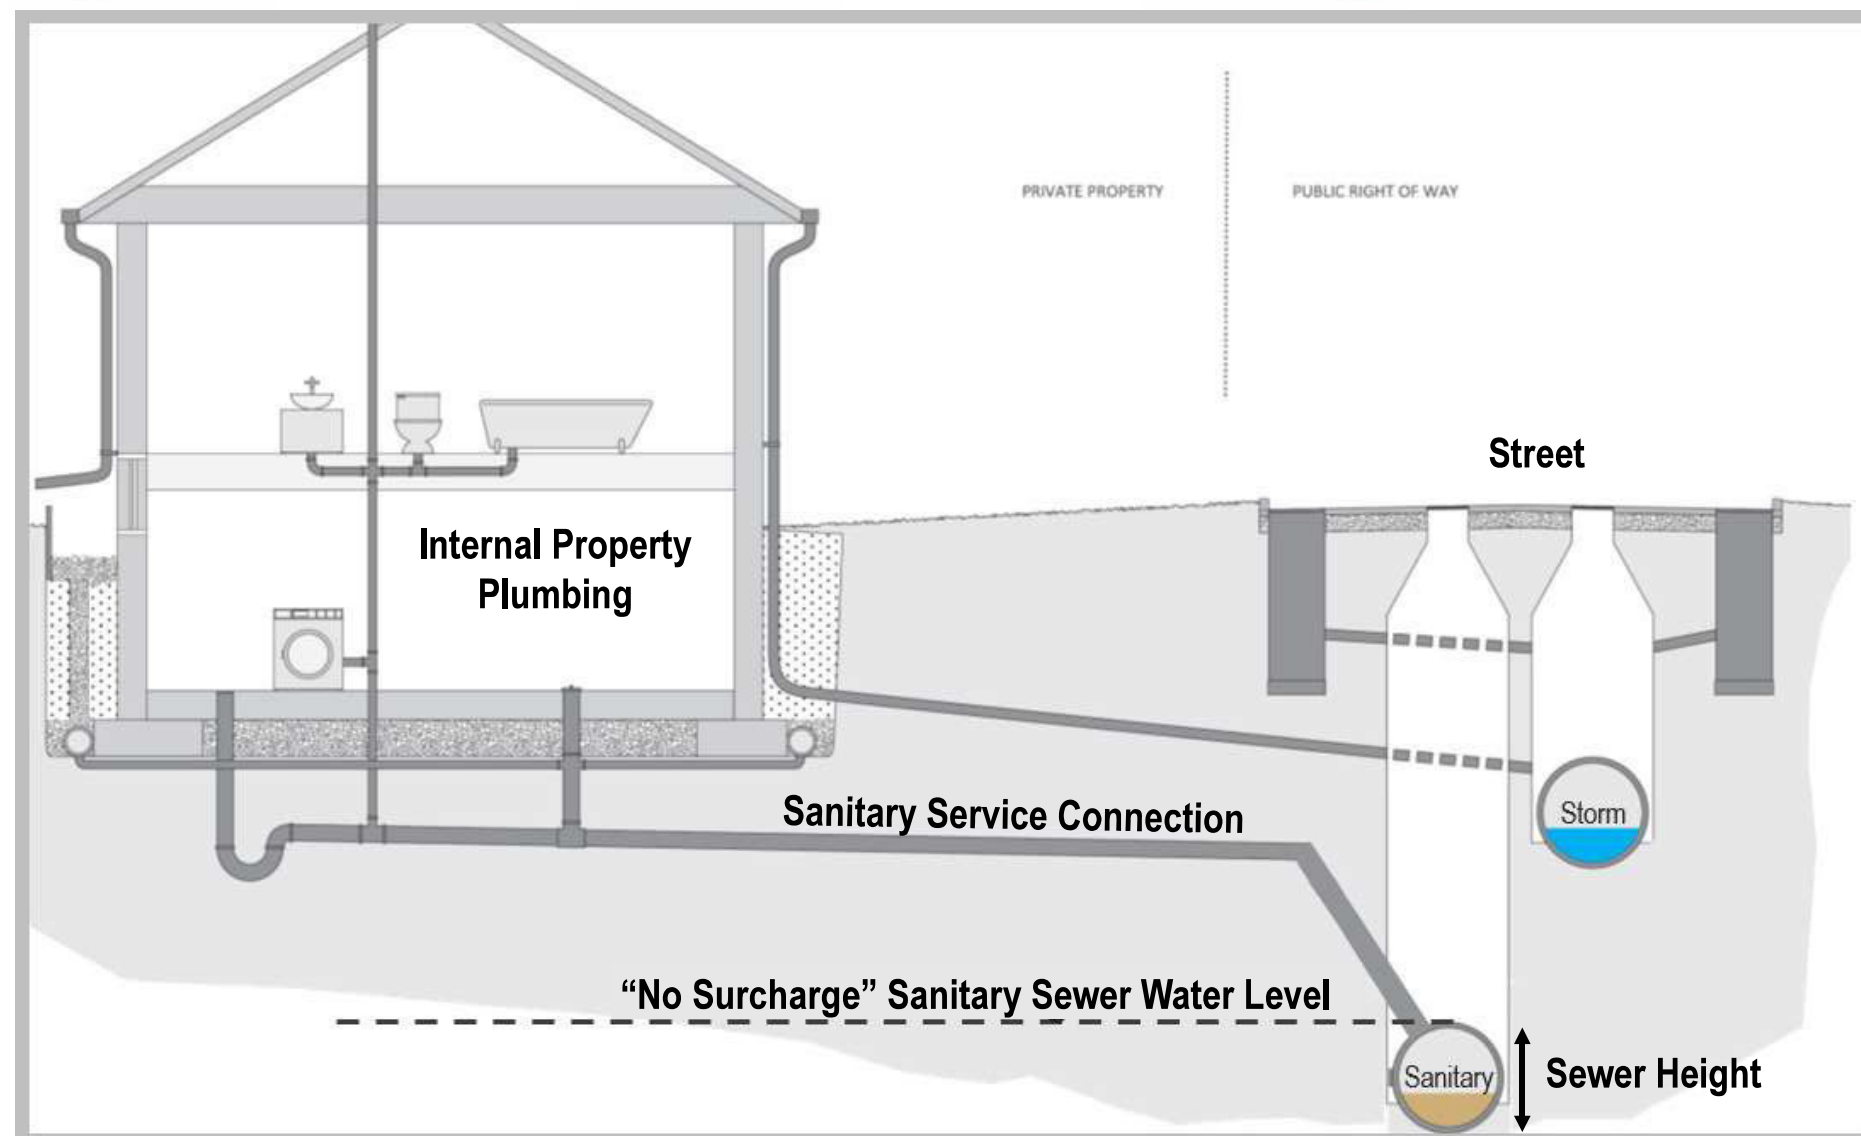 PRIVATE PROPERTY
PUBLIC RIGHT OF WAY
Street
Internal Property
Plumbing
Sanitary Service Connection
Storm
“No Surcharge” Sanitary Sewer Water Level
Sanitary
Sewer Height